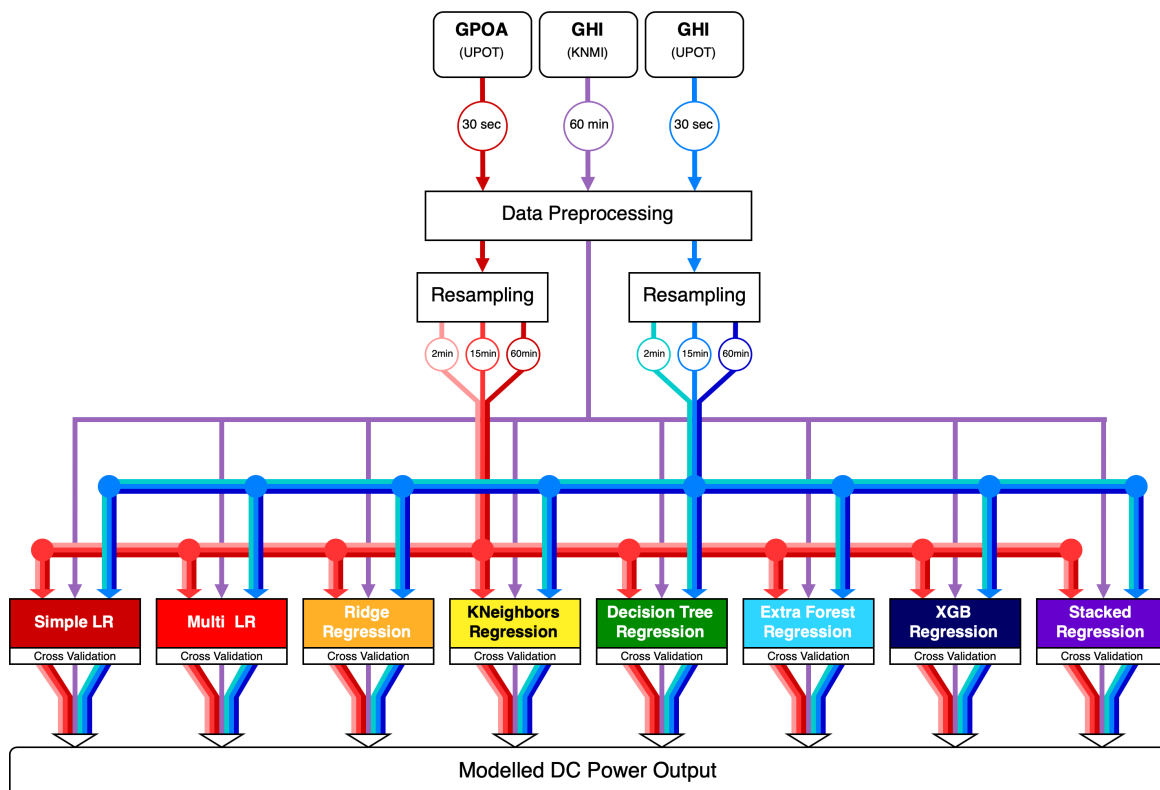 GPOA
(UPOT)
GHI
(KNMI)
GHI
(UPOT)
30 sec
60 min
30 sec
Data Preprocessing
Resampling
Resampling
2min
15min
60min
2min
15min
60min
Simple LR
Cross Validation
Multi LR
Cross Validation
Ridge
Regression
Cross Validation
KNeighbors
Regression
Cross Validation
Decision Tree
Regression
Cross Validation
Extra Forest
Regression
Cross Validation
XGB
Regression
Cross Validation
Stacked
Regression
Cross Validation
Modelled DC Power Output